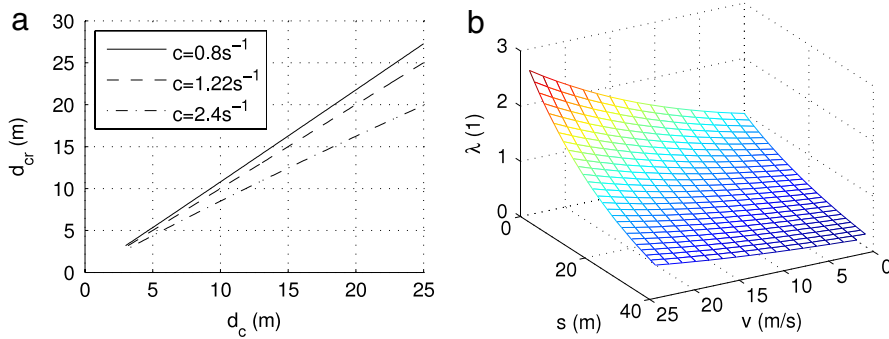 a
30
25
20
15
10
5
0
d_cr (m)
c=0.8s⁻¹
c=1.22s⁻¹
c=2.4s⁻¹
0 5 10 15 20 25
d_c (m)
b
3
2
1
0
λ (1)
0
20
40
s (m)
25 20 15 10 5 0
v (m/s)